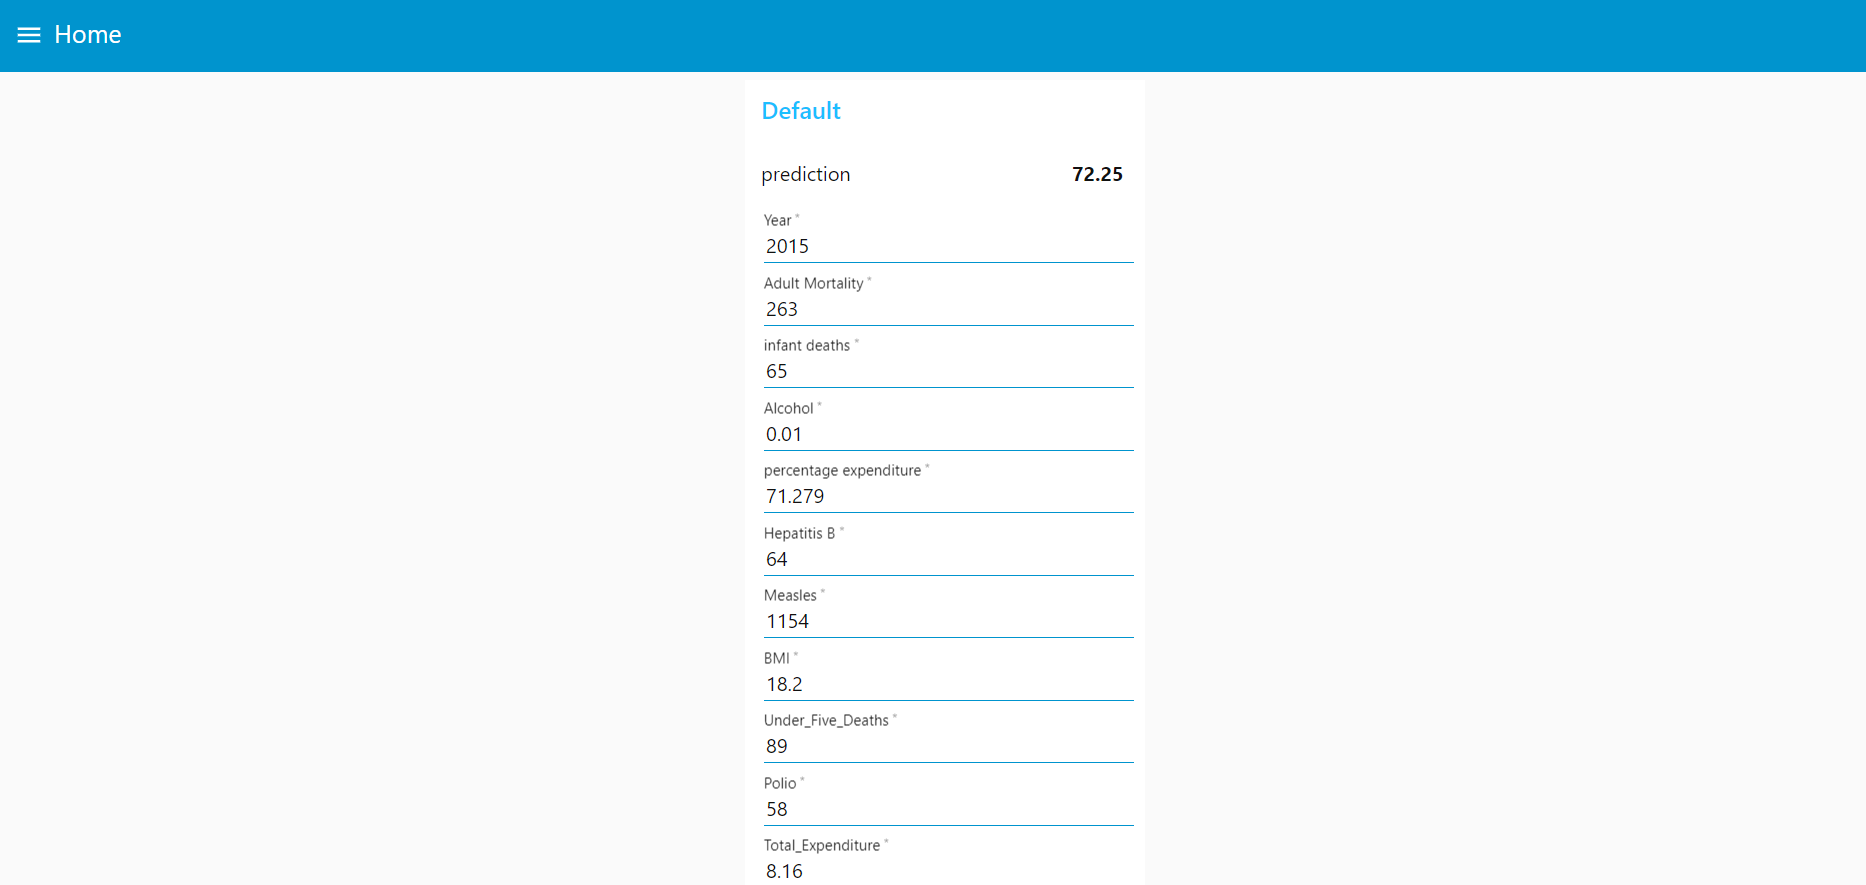 Home
Default
prediction 72.25
Year *
2015
Adult Mortality *
263
infant deaths *
65
Alcohol *
0.01
percentage expenditure *
71.279
Hepatitis B *
64
Measles *
1154
BMI *
18.2
Under_Five_Deaths *
89
Polio *
58
Total_Expenditure *
8.16